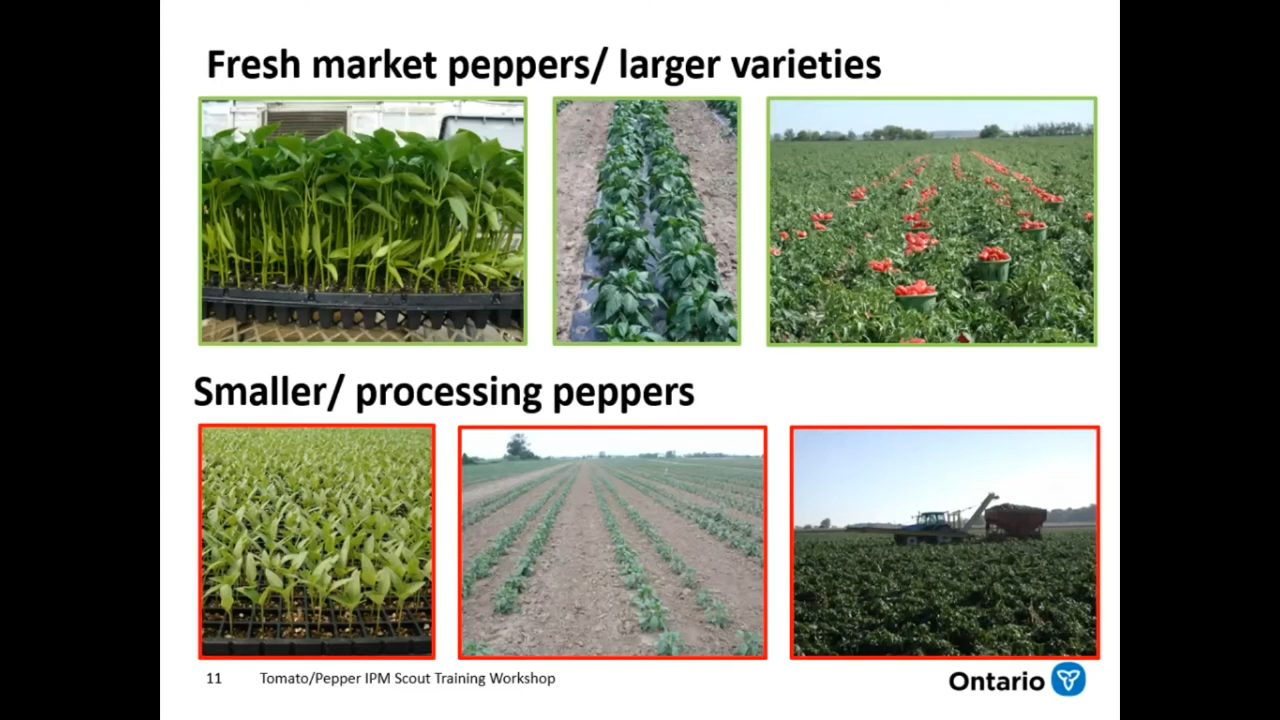 Fresh market peppers/ larger varieties
Smaller/ processing peppers
11 Tomato/Pepper IPM Scout Training Workshop
Ontario